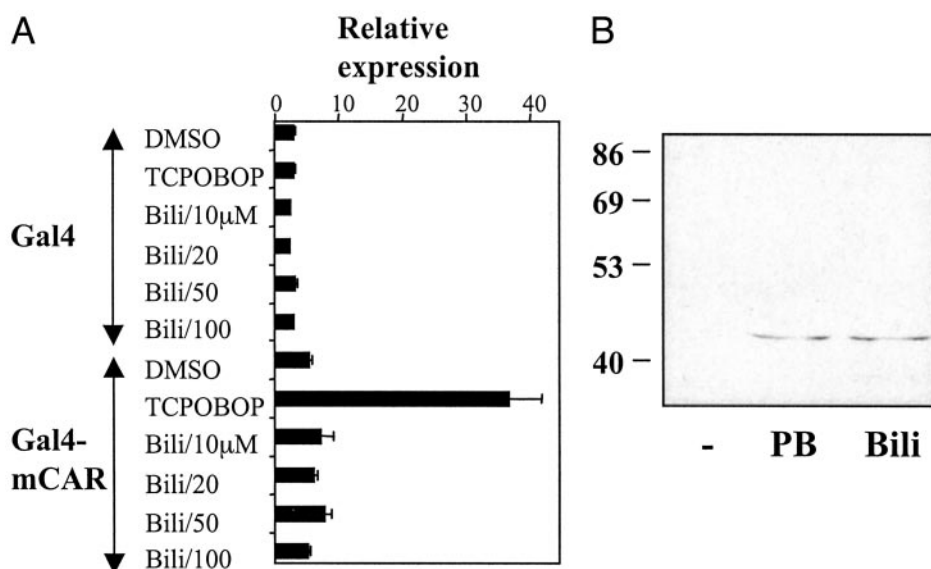 A
Relative
expression
0 10 20 30 40
Gal4
DMSO
TCPOBOP
Bili/10μM
Bili/20
Bili/50
Bili/100
Gal4-
mCAR
DMSO
TCPOBOP
Bili/10μM
Bili/20
Bili/50
Bili/100
B
86
69
53
40
- PB Bili